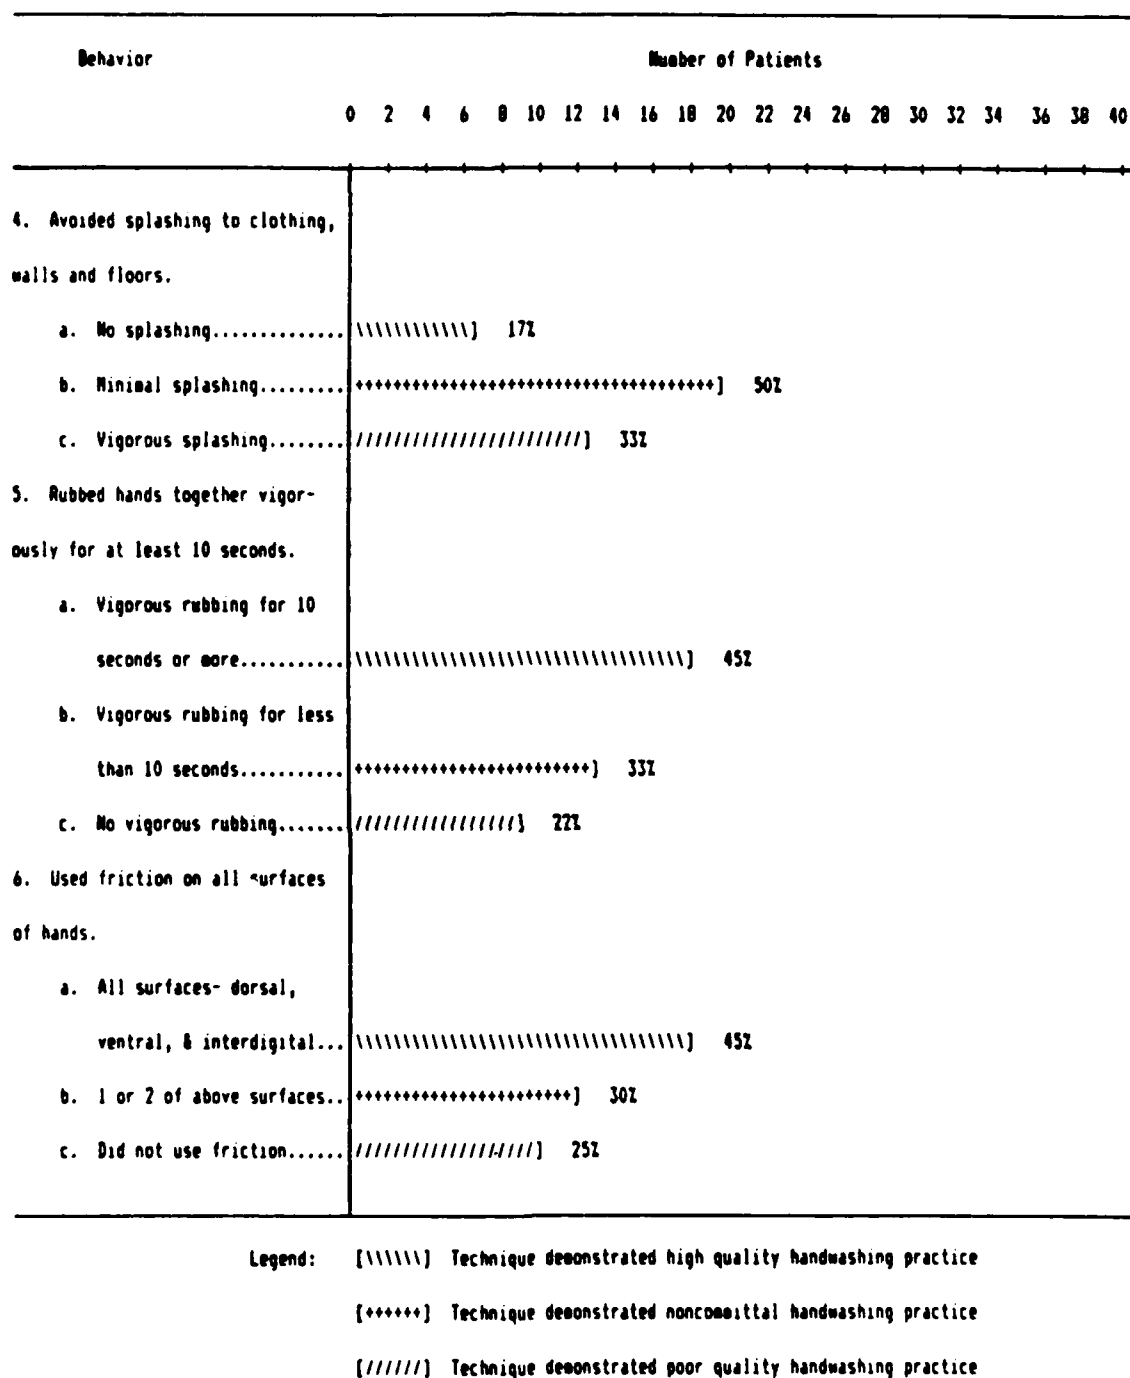 Behavior Number of Patients
0 2 4 6 8 10 12 14 16 18 20 22 24 26 28 30 32 34 36 38 40
4. Avoided splashing to clothing,
walls and floors.
a. No splashing.............. \\\\\\\\\\\\] 17%
b. Minimal splashing......... ++++++++++++++++++++++++++++++++++++++] 50%
c. Vigorous splashing........ ////////////////////////] 33%
5. Rubbed hands together vigor-
ously for at least 10 seconds.
a. Vigorous rubbing for 10
seconds or more........... \\\\\\\\\\\\\\\\\\\\\\\\\\\\\\\\\\\] 45%
b. Vigorous rubbing for less
than 10 seconds........... +++++++++++++++++++++++++] 33%
c. No vigorous rubbing....... /////////////////] 22%
6. Used friction on all surfaces
of hands.
a. All surfaces- dorsal,
ventral, & interdigital... \\\\\\\\\\\\\\\\\\\\\\\\\\\\\\\\\\\] 45%
b. 1 or 2 of above surfaces.. +++++++++++++++++++++++] 30%
c. Did not use friction...... ///////////////////] 25%
Legend: [\\\\\\] Technique demonstrated high quality handwashing practice
[++++++] Technique demonstrated noncommittal handwashing practice
[//////] Technique demonstrated poor quality handwashing practice